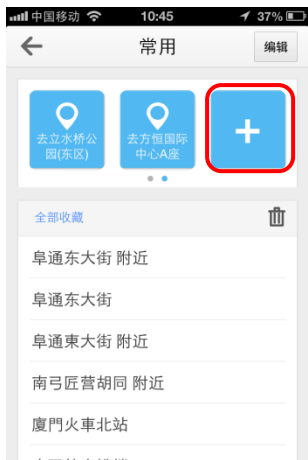 中国移动 10:45 37%
常用 编辑
去立水桥公
园(东区)
去方恒国际
中心A座
全部收藏
阜通东大街 附近
阜通东大街
阜通東大街 附近
南弓匠营胡同 附近
廈門火車北站